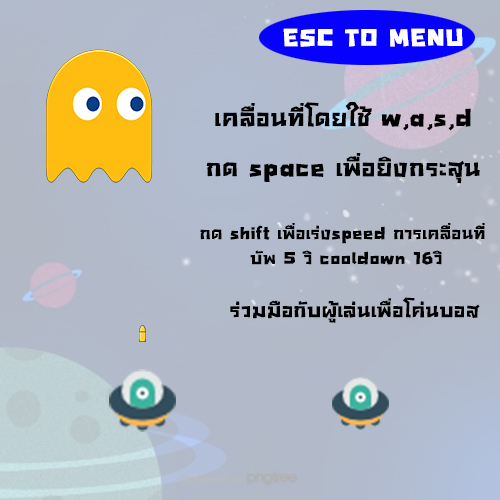 ESC TO MENU
เคลื่อนที่โดยใช้ w,a,s,d
กด space เพื่อยิงกระสุน
กด shift เพื่อเร่งspeed การเคลื่อนที่
บัพ 5 วิ cooldown 16วิ
ร่วมมือกับผู้เล่นเพื่อโค่นบอส
pngtree